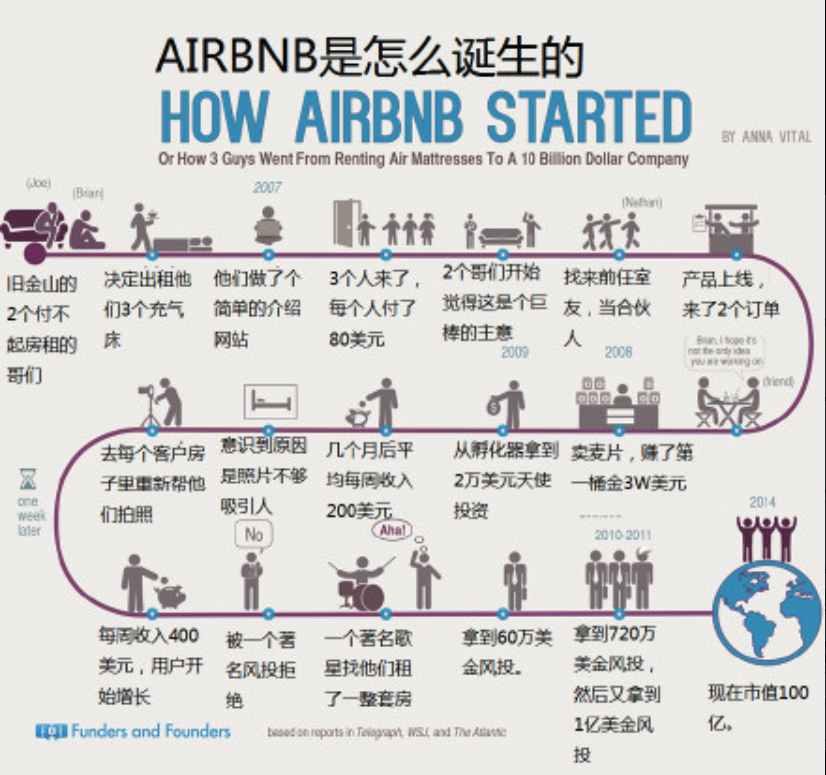 AIRBNB是怎么诞生的
HOW AIRBNB STARTED
BY ANNA VITAL
Or How 3 Guys Went From Renting Air Mattresses To A 10 Billion Dollar Company
(Joe)
(Brian)
2007
(Nathan)
旧金山的
2个付不
起房租的
哥们
决定出租他
们3个充气
床
他们做了个
简单的介绍
网站
3个人来了，
每个人付了
80美元
2个哥们开始
觉得这是个巨
棒的主意
找来前任室
友，当合伙
人
产品上线，
来了2个订单
Brian, I hope it's
not the only idea
you are working on
(friend)
2008
卖麦片，赚了第
一桶金3W美元
2009
从孵化器拿到
2万美元天使
投资
几个月后平
均每周收入
200美元
意识到原因
是照片不够
吸引人
去每个客户房
子里重新帮他
们拍照
one
week
later
每周收入400
美元，用户开
始增长
No
被一个著
名风投拒
绝
Aha!
一个著名歌
星找他们租
了一整套房
拿到60万美
金风投。
2010-2011
拿到720万
美金风投，
然后又拿到
1亿美金风
投
2014
现在市值100
亿。
Funders and Founders
based on reports in Telegraph, WSJ, and The Atlantic